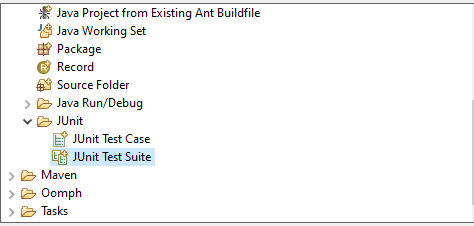 Java Project from Existing Ant Buildfile
Java Working Set
Package
Record
Source Folder
Java Run/Debug
JUnit
JUnit Test Case
JUnit Test Suite
Maven
Oomph
Tasks